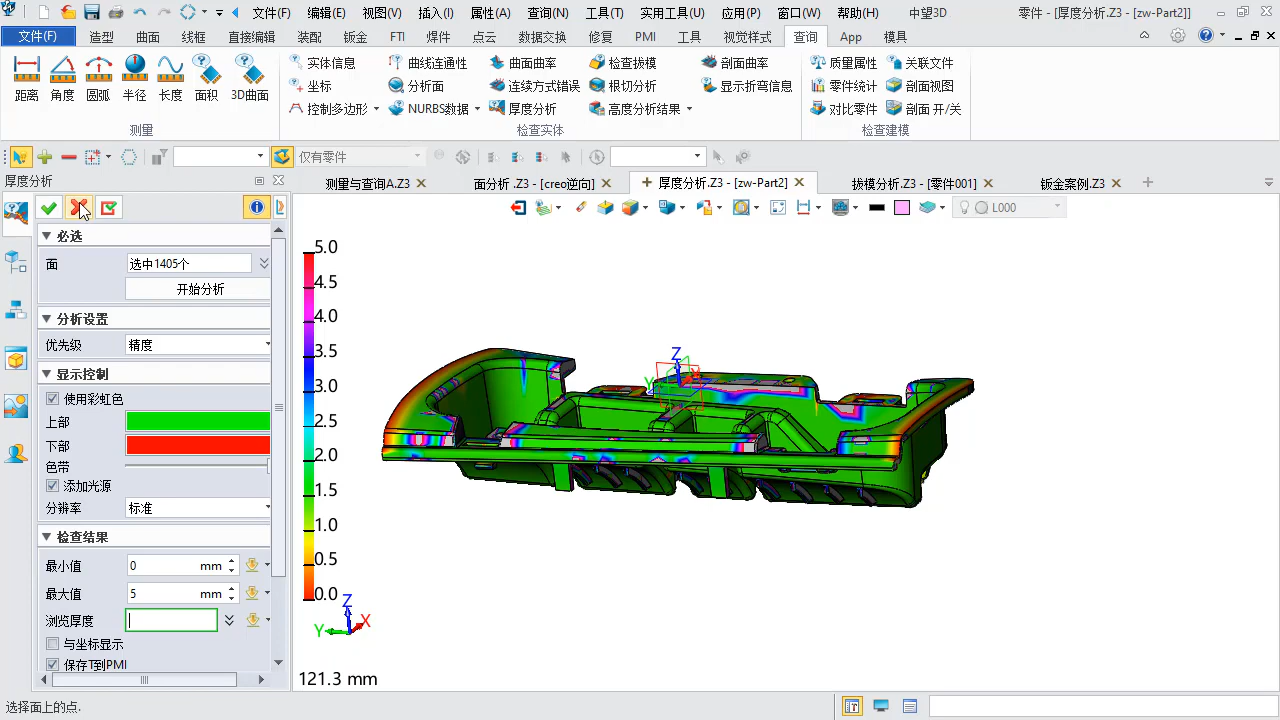 文件(F) 编辑(E) 视图(V) 插入(I) 属性(A) 查询(N) 工具(T) 实用工具(U) 应用(P) 窗口(W) 帮助(H) 中望3D 零件 - [厚度分析.Z3 - [zw-Part2]]
文件(F) 造型 曲面 线框 直接编辑 装配 钣金 FTI 焊件 点云 数据交换 修复 PMI 工具 视觉样式 查询 App 模具
实体信息 曲线连通性 曲面曲率 检查拔模 剖面曲率 质量属性 关联文件
坐标 分析面 连续方式错误 根切分析 显示折弯信息 零件统计 剖面视图
距离 角度 圆弧 半径 长度 面积 3D曲面
控制多边形 NURBS数据 厚度分析 高度分析结果 对比零件 剖面 开/关
测量 检查实体 检查建模
仅有零件
厚度分析
测量与查询A.Z3 面分析 .Z3 - [creo逆向] 厚度分析.Z3 - [zw-Part2] 拔模分析.Z3 - [零件001] 钣金案例.Z3
L000
必选
面 选中1405个
开始分析
分析设置
优先级 精度
显示控制
使用彩虹色
上部
下部
色带
添加光源
分辨率 标准
检查结果
最小值 0 mm
最大值 5 mm
浏览厚度
与坐标显示
保存到PMI
5.0
4.5
4.0
3.5
3.0
2.5
2.0
1.5
1.0
0.5
0.0
Z
Y
X
Z
Y
X
121.3 mm
选择面上的点.